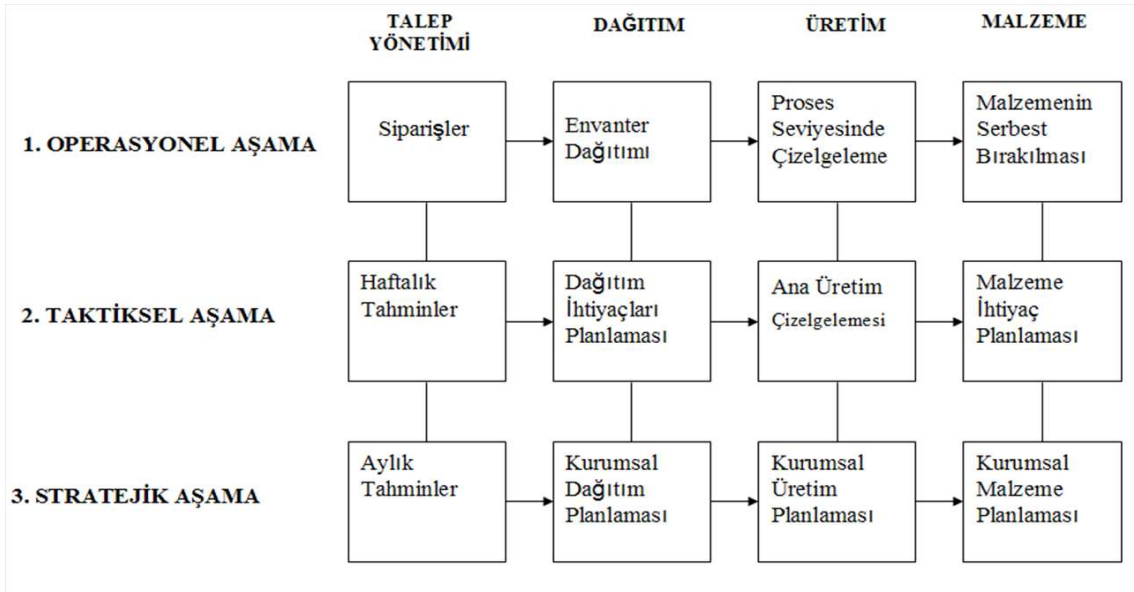 TALEP
YÖNETİMİ
DAĞITIM
ÜRETİM
MALZEME
1. OPERASYONEL AŞAMA
Siparişler
Envanter
Dağıtımı
Proses
Seviyesinde
Çizelgeleme
Malzemenin
Serbest
Bırakılması
2. TAKTİKSEL AŞAMA
Haftalık
Tahminler
Dağıtım
İhtiyaçları
Planlaması
Ana Üretim
Çizelgelemesi
Malzeme
İhtiyaç
Planlaması
3. STRATEJİK AŞAMA
Aylık
Tahminler
Kurumsal
Dağıtım
Planlaması
Kurumsal
Üretim
Planlaması
Kurumsal
Malzeme
Planlaması